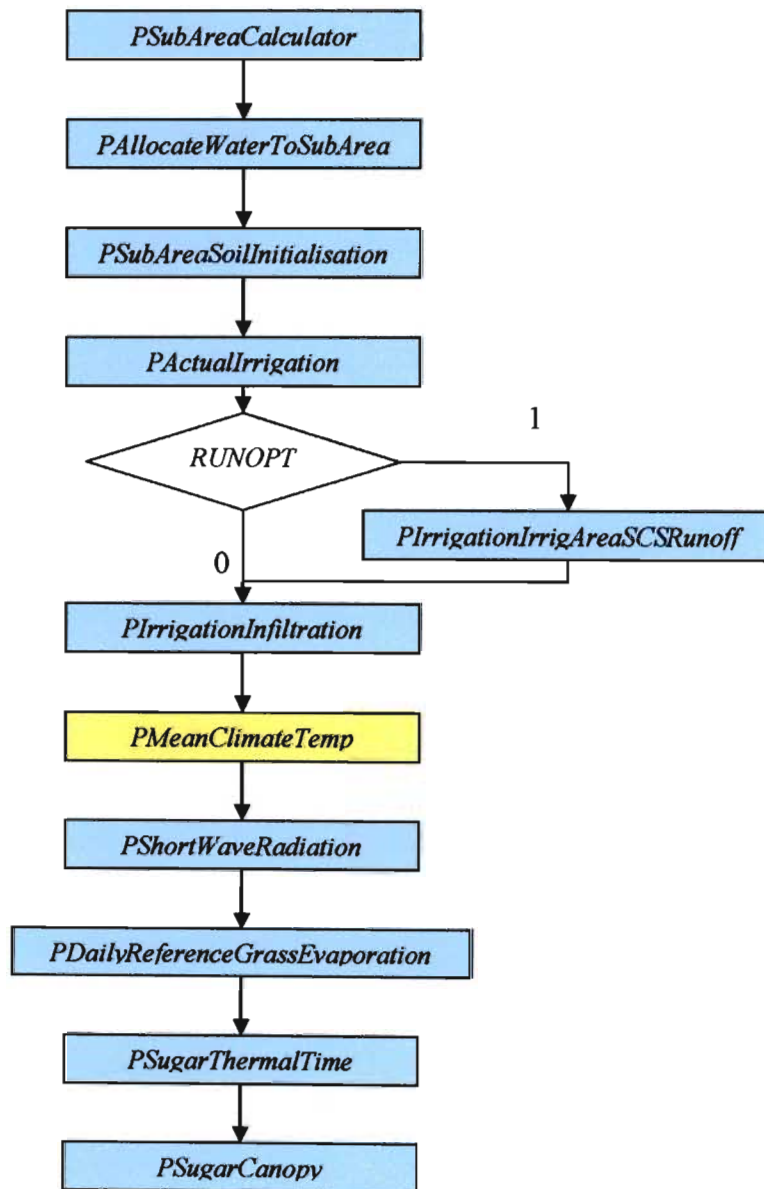 PSubAreaCalculator
PAllocateWaterToSubArea
PSubAreaSoilInitialisation
PActualIrrigation
RUNOPT
1
PIrrigationIrrigAreaSCSRunoff
0
PIrrigationInfiltration
PMeanClimateTemp
PShortWaveRadiation
PDailyReferenceGrassEvaporation
PSugarThermalTime
PSugarCanopy